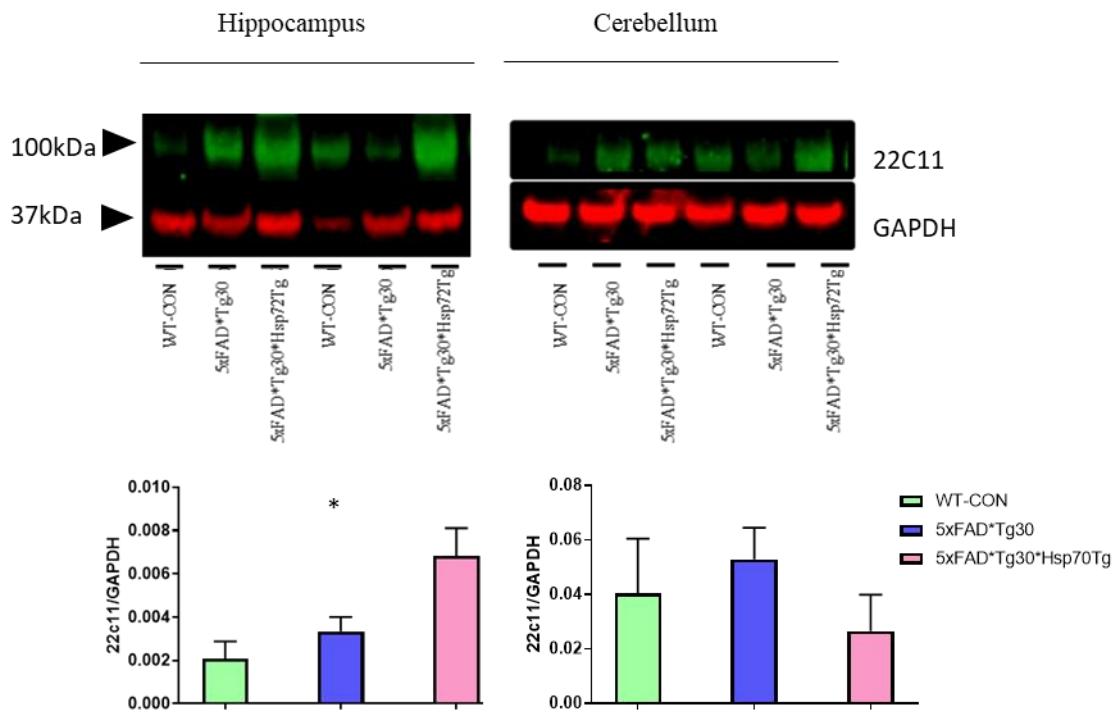 Hippocampus
Cerebellum
100kDa
37kDa
22C11
GAPDH
WT-CON
5xFAD*Tg30
5xFAD*Tg30*Hsp72Tg
WT-CON
5xFAD*Tg30
5xFAD*Tg30*Hsp72Tg
WT-CON
5xFAD*Tg30
5xFAD*Tg30*Hsp72Tg
WT-CON
5xFAD*Tg30
5xFAD*Tg30*Hsp72Tg
22c11/GAPDH
0.010
0.008
0.006
0.004
0.002
0.000
*
22c11/GAPDH
0.08
0.06
0.04
0.02
0.00
WT-CON
5xFAD*Tg30
5xFAD*Tg30*Hsp70Tg